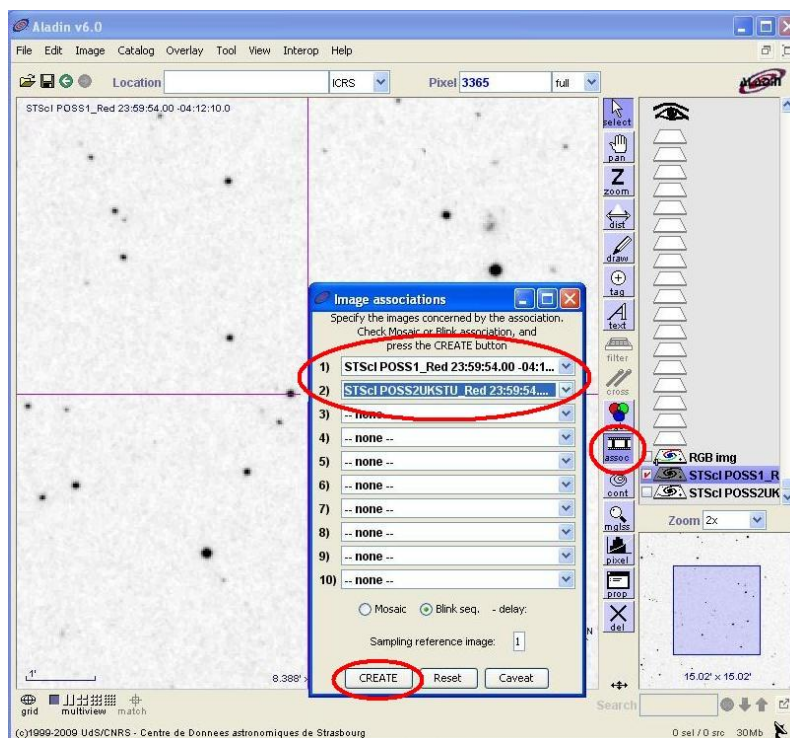 Aladin v6.0
File Edit Image Catalog Overlay Tool View Interop Help
Location ICRS Pixel 3365 full Aladin
STScI POSS1_Red 23:59:54.00 -04:12:10.0
select
pan
Z
zoom
dist
draw
tag
text
filter
cross
assoc
cont
mglss
pixel
prop
del
Image associations
Specify the images concerned by the association.
Check Mosaic or Blink association, and
press the CREATE button
1) STScI POSS1_Red 23:59:54.00 -04:1...
2) STScI POSS2UKSTU_Red 23:59:54....
3) -- none --
4) -- none --
5) -- none --
6) -- none --
7) -- none --
8) -- none --
9) -- none --
10) -- none --
Mosaic Blink seq. - delay:
Sampling reference image: 1
CREATE Reset Caveat
RGB img
STScI POSS1_R
STScI POSS2UK
Zoom 2x
15.02' x 15.02'
1'
8.388' x
N
grid multiview match
Search
(c)1999-2009 UdS/CNRS - Centre de Donnees astronomiques de Strasbourg
0 sel / 0 src 30Mb